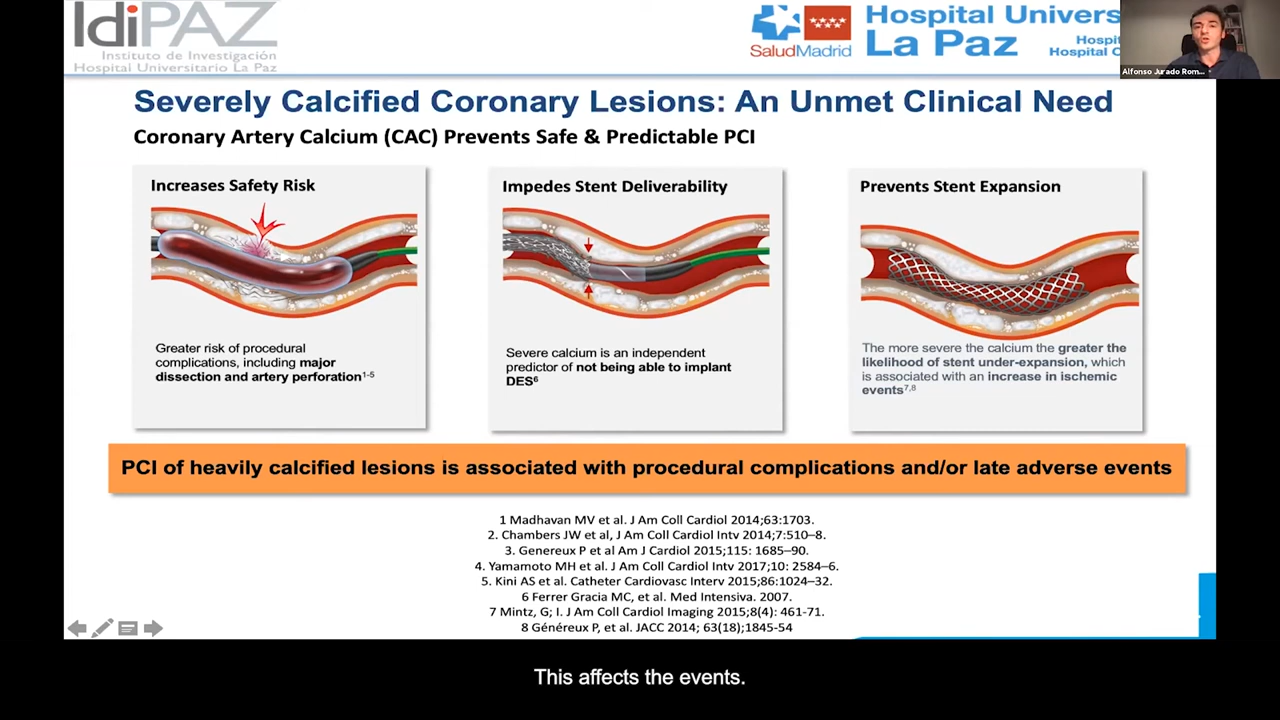 IdiPAZ
Instituto de Investigación
Hospital Universitario La Paz
SaludMadrid
Hospital Univers
La Paz
Hospi
Hospital C
Alfonso Jurado Rom...
Severely Calcified Coronary Lesions: An Unmet Clinical Need
Coronary Artery Calcium (CAC) Prevents Safe & Predictable PCI
Increases Safety Risk
Greater risk of procedural
complications, including major
dissection and artery perforation1-5
Impedes Stent Deliverability
Severe calcium is an independent
predictor of not being able to implant
DES6
Prevents Stent Expansion
The more severe the calcium the greater the
likelihood of stent under-expansion, which
is associated with an increase in ischemic
events7,8
PCI of heavily calcified lesions is associated with procedural complications and/or late adverse events
1 Madhavan MV et al. J Am Coll Cardiol 2014;63:1703.
2. Chambers JW et al, J Am Coll Cardiol Intv 2014;7:510–8.
3. Genereux P et al Am J Cardiol 2015;115: 1685–90.
4. Yamamoto MH et al. J Am Coll Cardiol Intv 2017;10: 2584–6.
5. Kini AS et al. Catheter Cardiovasc Interv 2015;86:1024–32.
6 Ferrer Gracia MC, et al. Med Intensiva. 2007.
7 Mintz, G; I. J Am Coll Cardiol Imaging 2015;8(4): 461-71.
8 Généreux P, et al. JACC 2014; 63(18);1845-54
This affects the events.